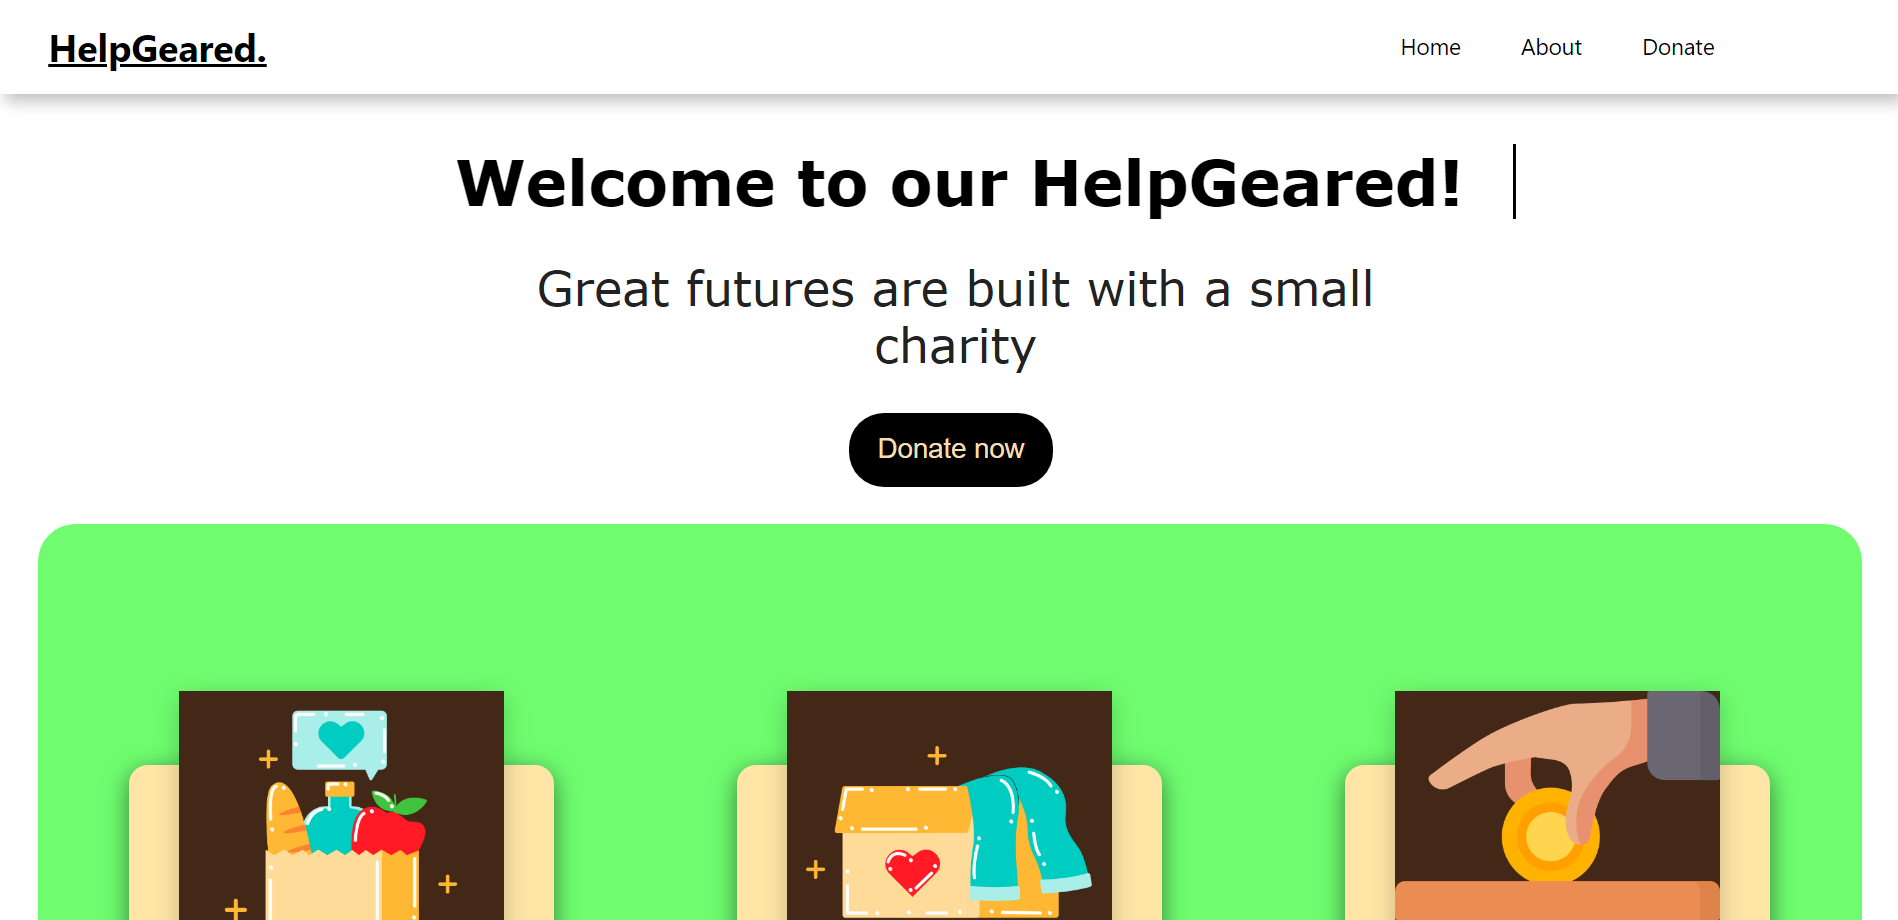 HelpGeared.
Home About Donate
Welcome to our HelpGeared!
Great futures are built with a small
charity
Donate now